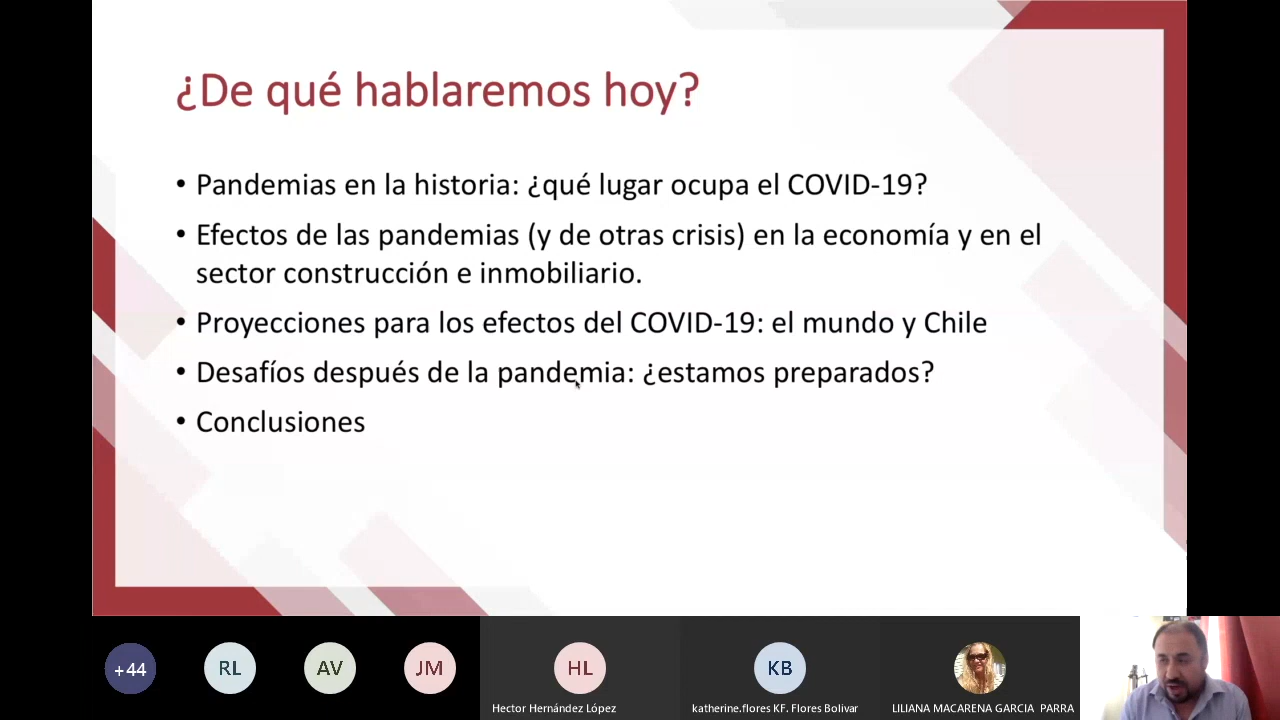 ¿De qué hablaremos hoy?
• Pandemias en la historia: ¿qué lugar ocupa el COVID-19?
• Efectos de las pandemias (y de otras crisis) en la economía y en el
sector construcción e inmobiliario.
• Proyecciones para los efectos del COVID-19: el mundo y Chile
• Desafíos después de la pandemia: ¿estamos preparados?
• Conclusiones
+44
RL
AV
JM
HL
KB
Hector Hernández López
katherine.flores KF. Flores Bolivar
LILIANA MACARENA GARCIA PARRA